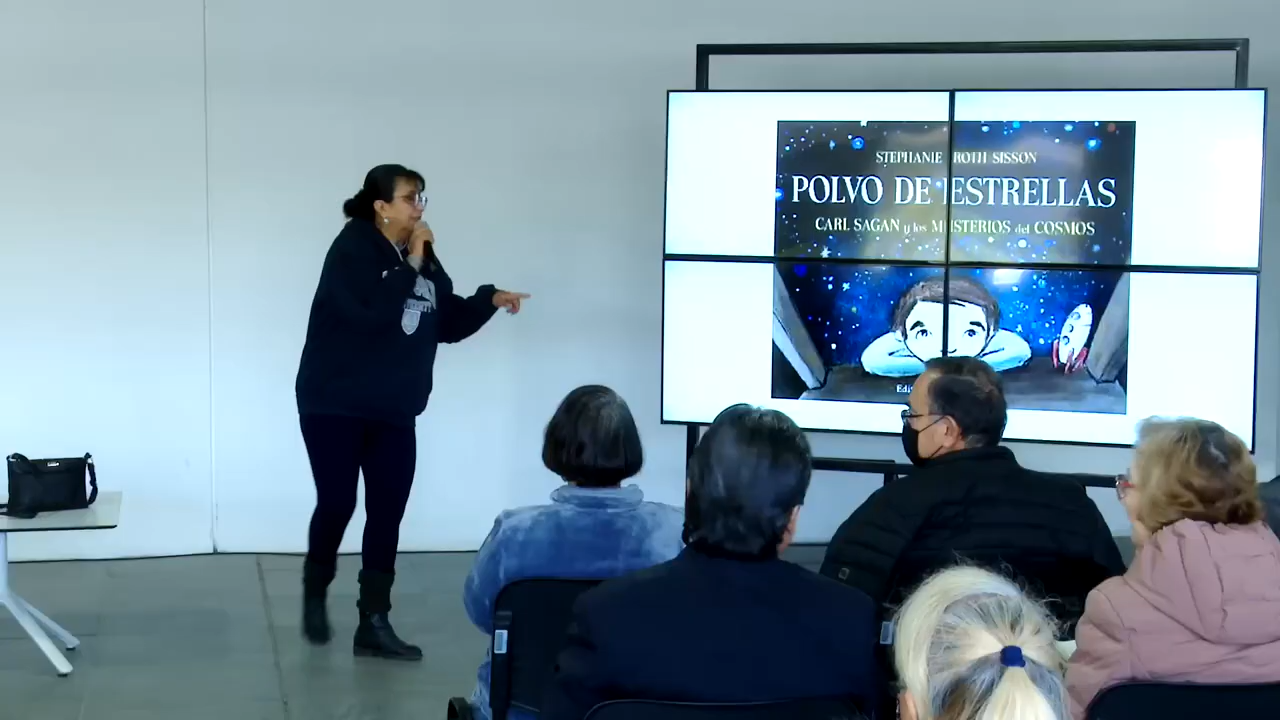 STEPHANIE ROTH SISSON
POLVO DE ESTRELLAS
CARL SAGAN y los MISTERIOS del COSMOS